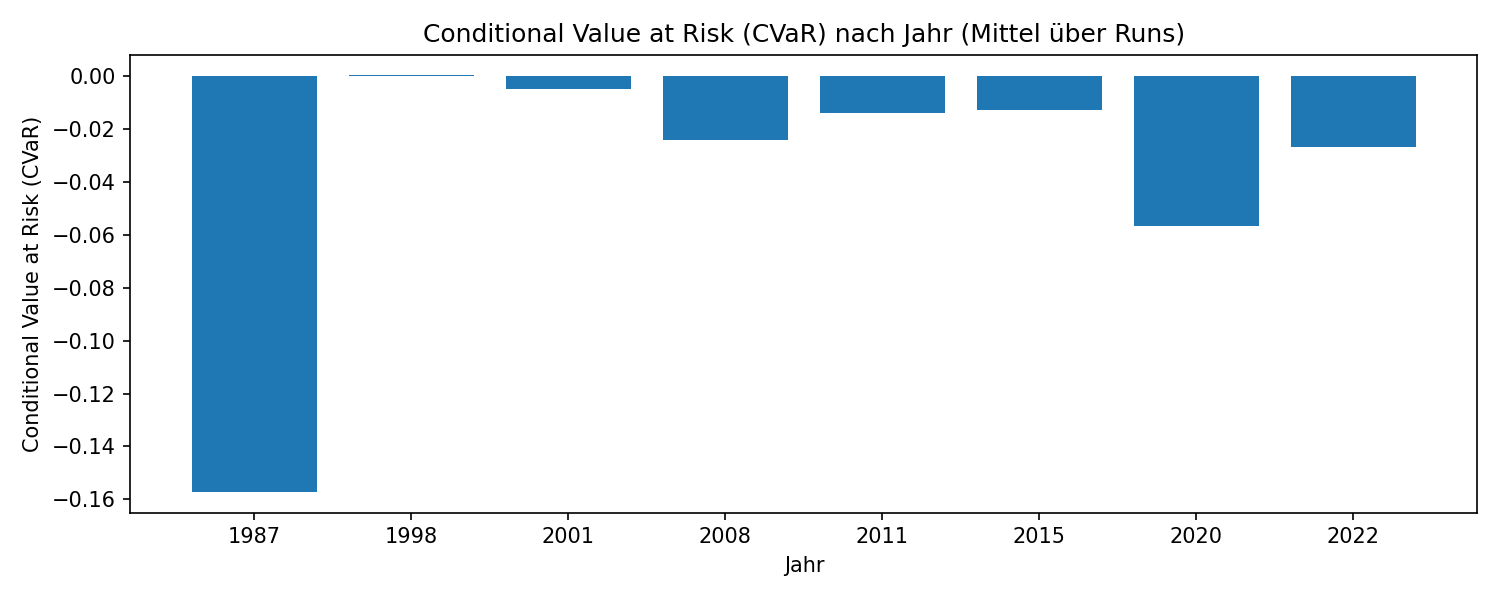 Conditional Value at Risk (CVaR) nach Jahr (Mittel über Runs)
Conditional Value at Risk (CVaR)
0.00
−0.02
−0.04
−0.06
−0.08
−0.10
−0.12
−0.14
−0.16
1987 1998 2001 2008 2011 2015 2020 2022
Jahr